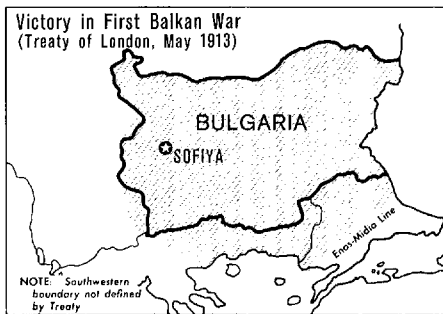 Victory in First Balkan War
(Treaty of London, May 1913)
BULGARIA
SOFIYA
Enos-Midia Line
NOTE: Southwestern
boundary not defined
by Treaty